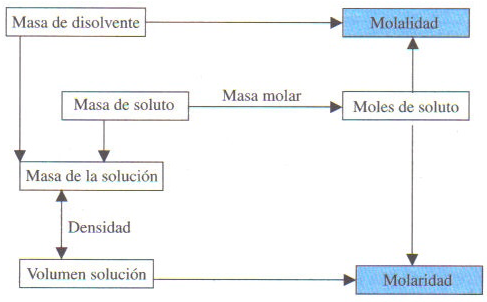 Masa de disolvente
Molalidad
Masa de soluto
Masa molar
Moles de soluto
Masa de la solución
Densidad
Volumen solución
Molaridad